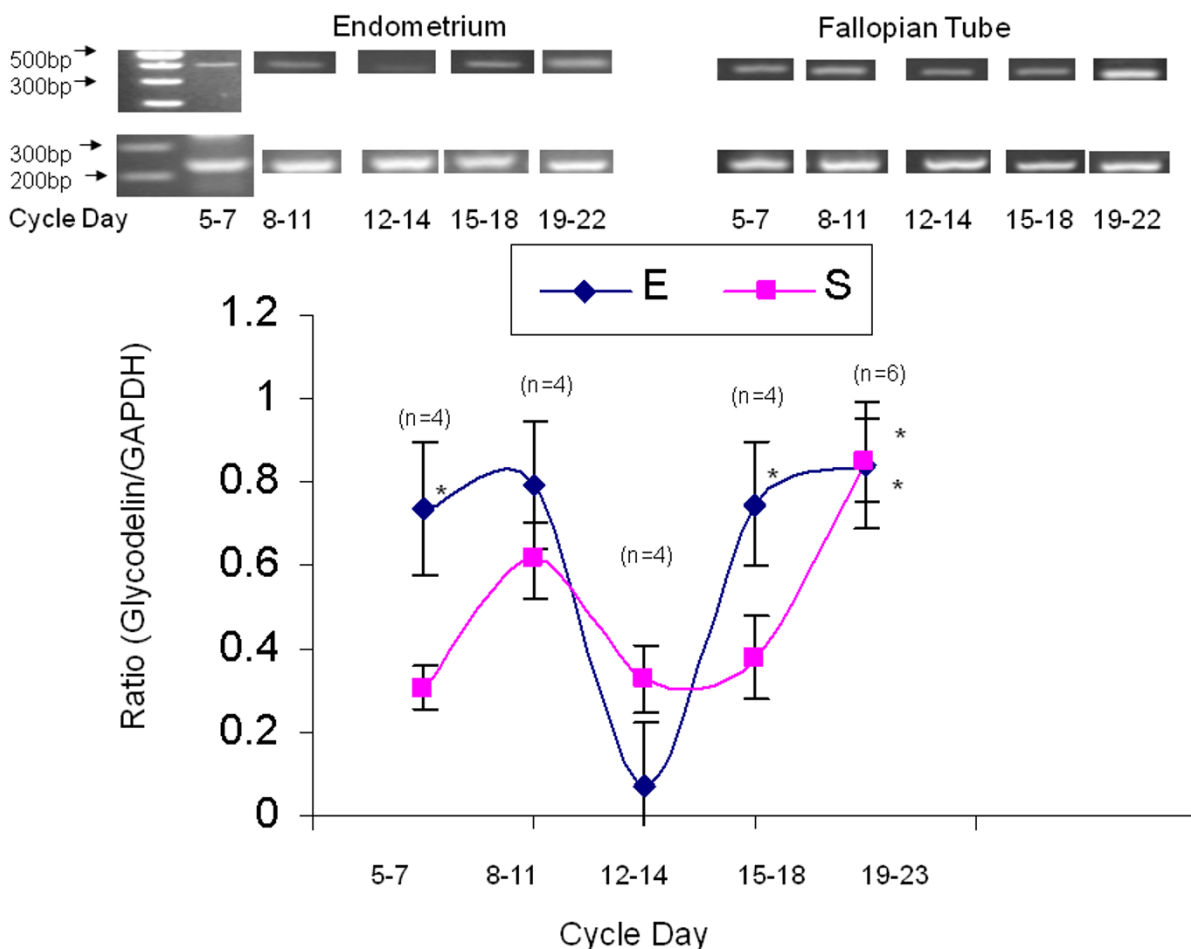 Endometrium Fallopian Tube
500bp
300bp
300bp
200bp
Cycle Day 5-7 8-11 12-14 15-18 19-22 5-7 8-11 12-14 15-18 19-22
E S
1.2
1
0.8
0.6
0.4
0.2
0
Ratio (Glycodelin/GAPDH)
(n=4) (n=4) (n=4) (n=4) (n=6)
* * * *
5-7 8-11 12-14 15-18 19-23
Cycle Day